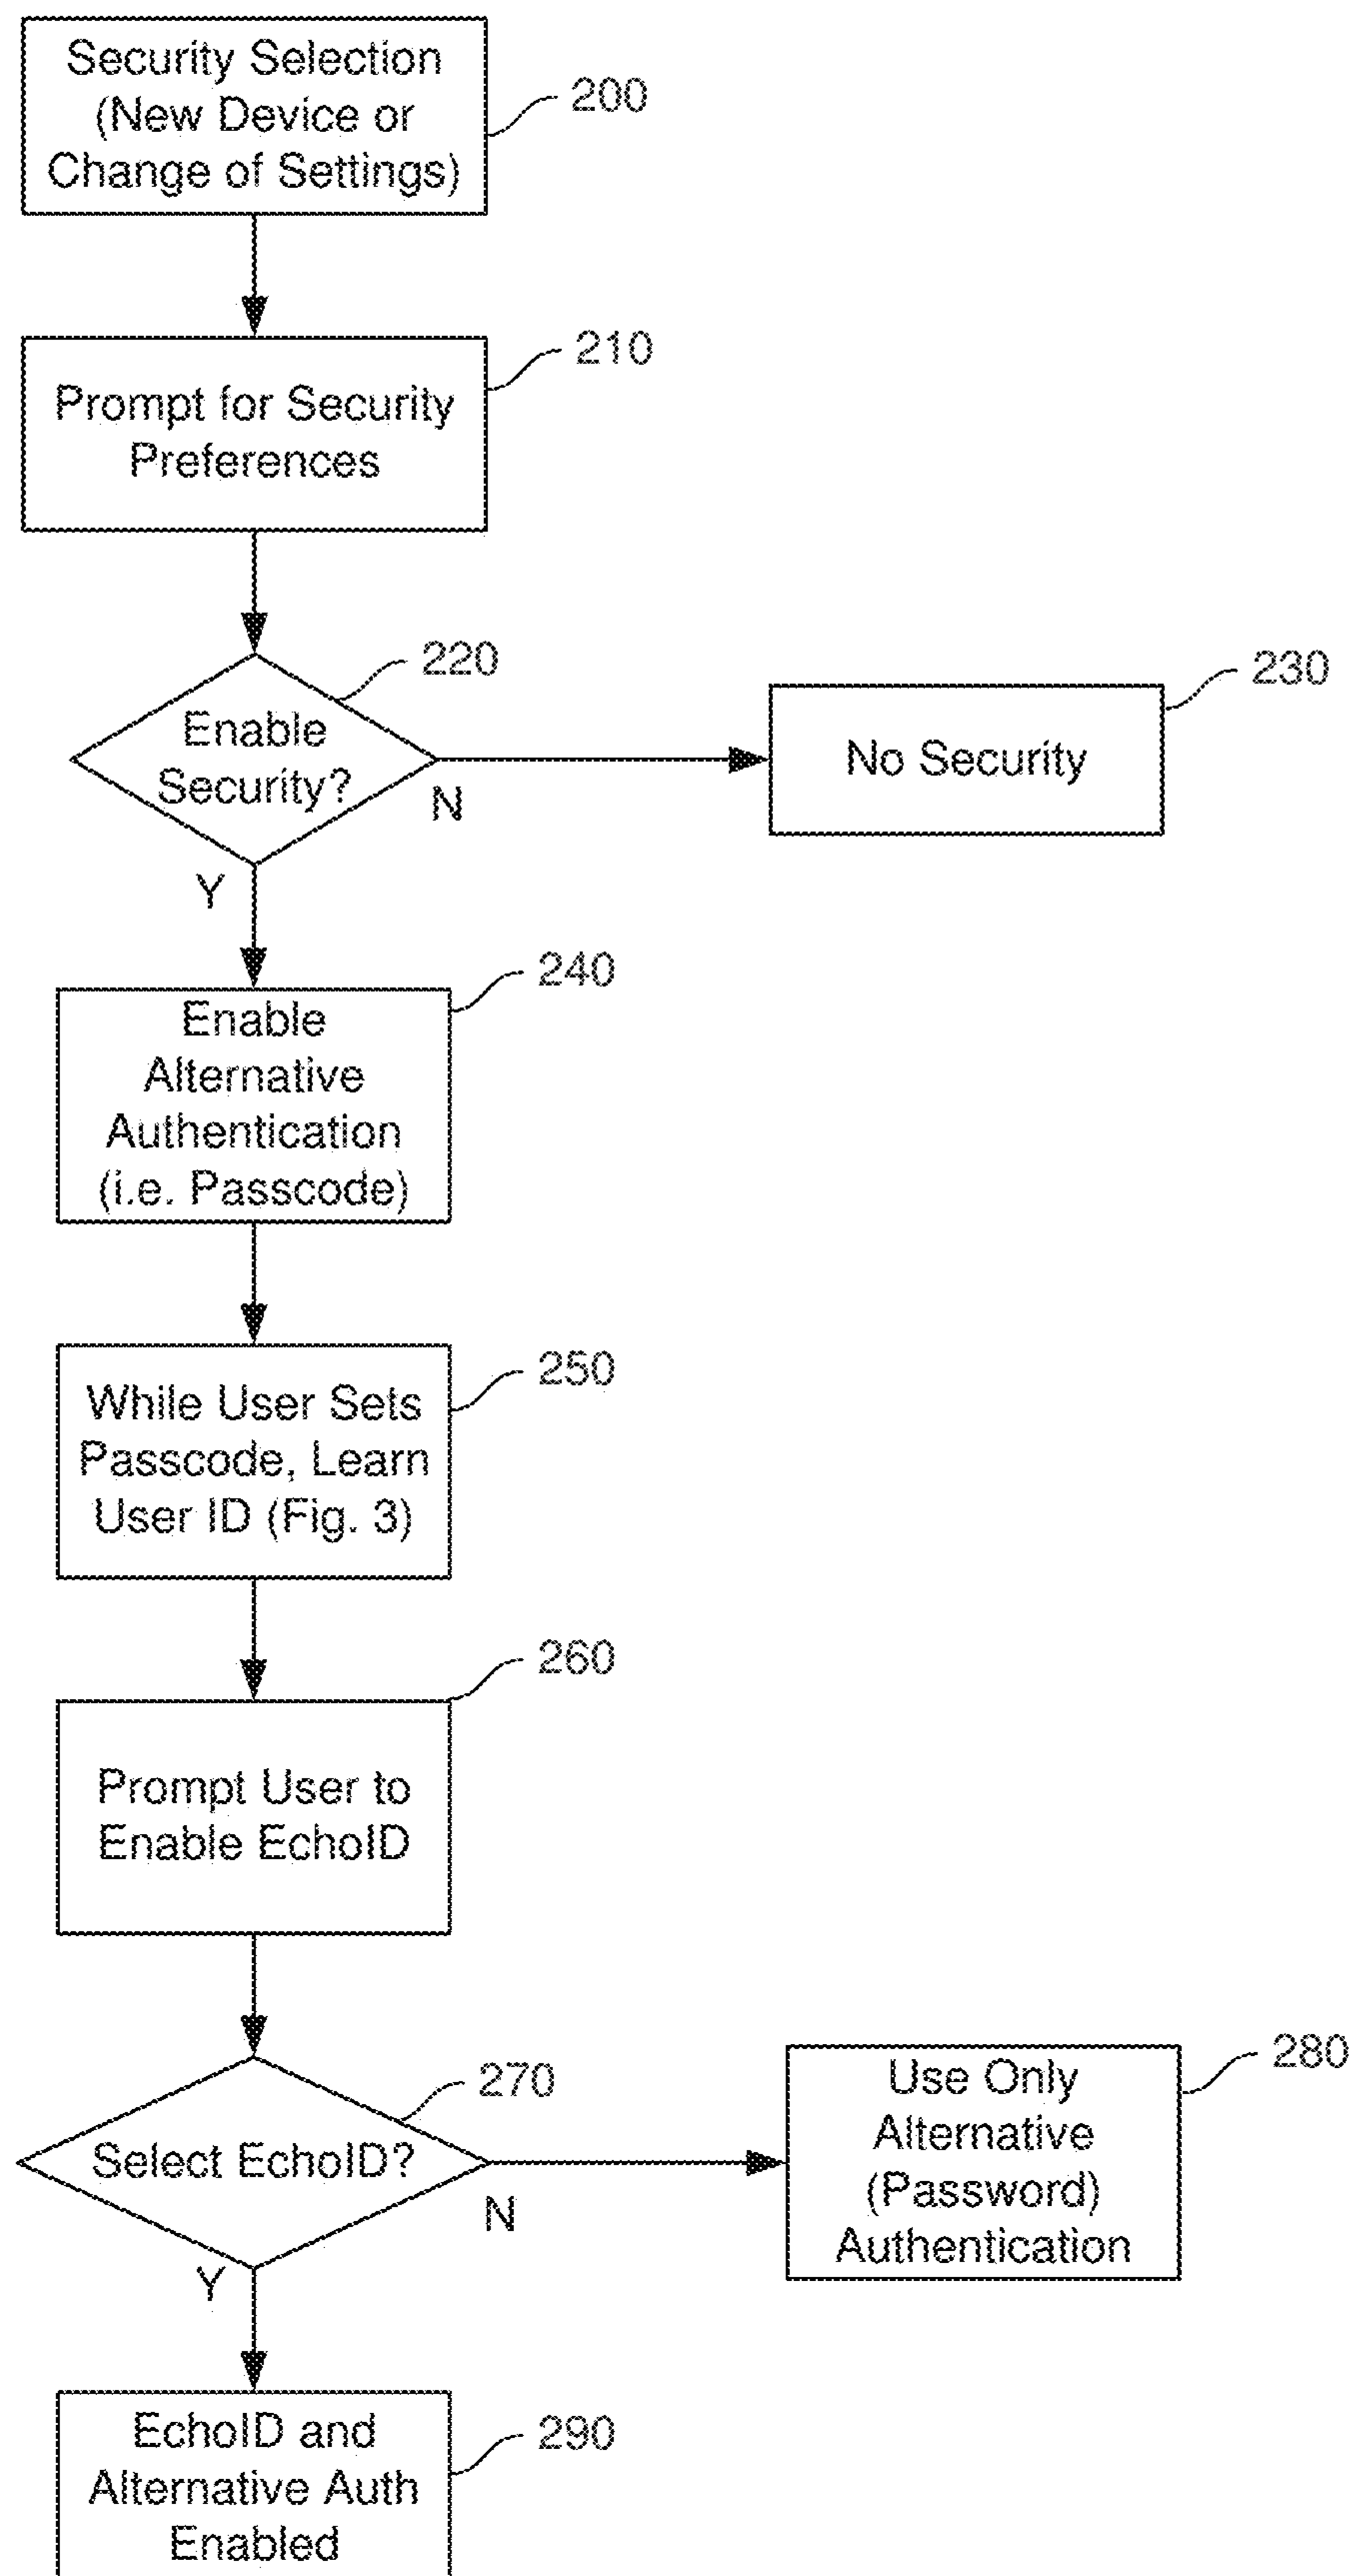 Security Selection
(New Device or
Change of Settings)
200
Prompt for Security
Preferences
210
Enable
Security?
220
N
No Security
230
Y
Enable
Alternative
Authentication
(i.e. Passcode)
240
While User Sets
Passcode, Learn
User ID (Fig. 3)
250
Prompt User to
Enable EchoID
260
Select EchoID?
270
N
Use Only
Alternative
(Password)
Authentication
280
Y
EchoID and
Alternative Auth
Enabled
290